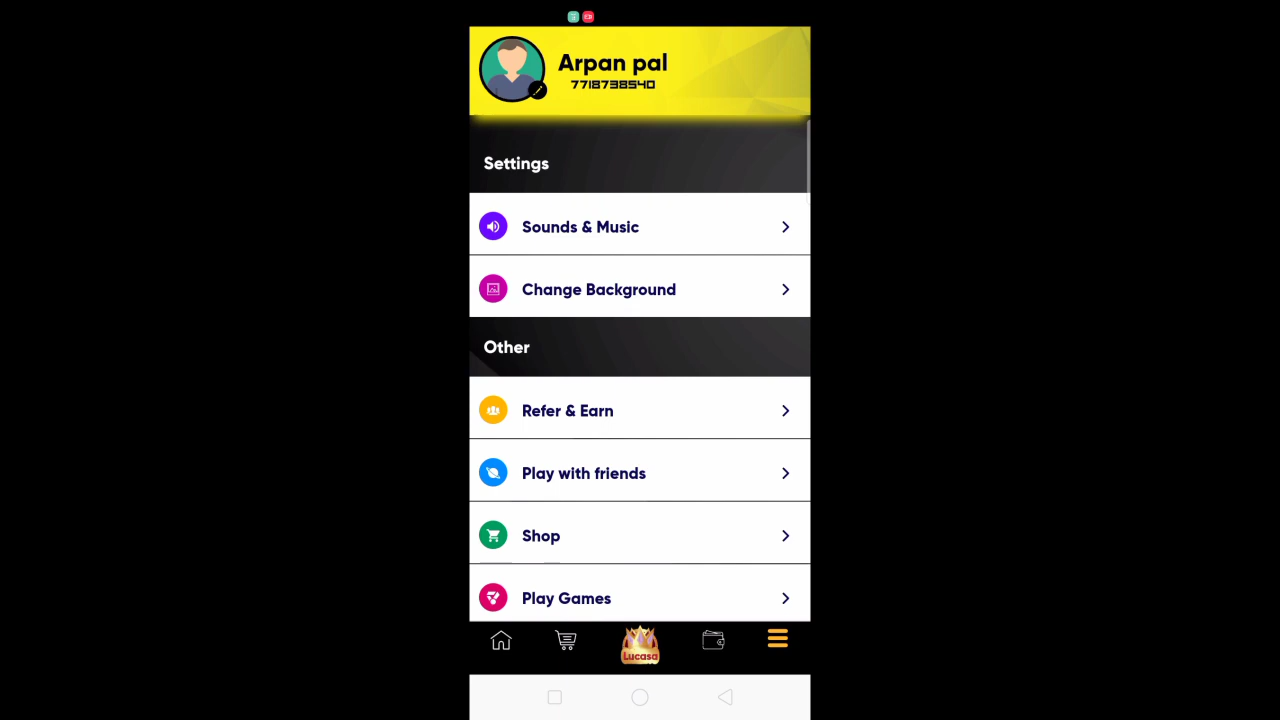 Arpan pal
7718738540
Settings
Sounds & Music
Change Background
Other
Refer & Earn
Play with friends
Shop
Play Games
Lucasa